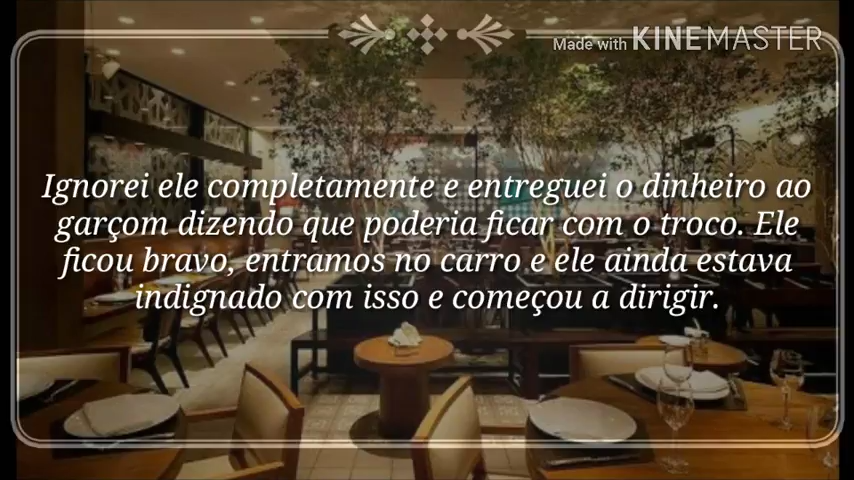 Made with KINEMASTER
Ignorei ele completamente e entreguei o dinheiro ao
garçom dizendo que poderia ficar com o troco. Ele
ficou bravo, entramos no carro e ele ainda estava
indignado com isso e começou a dirigir.